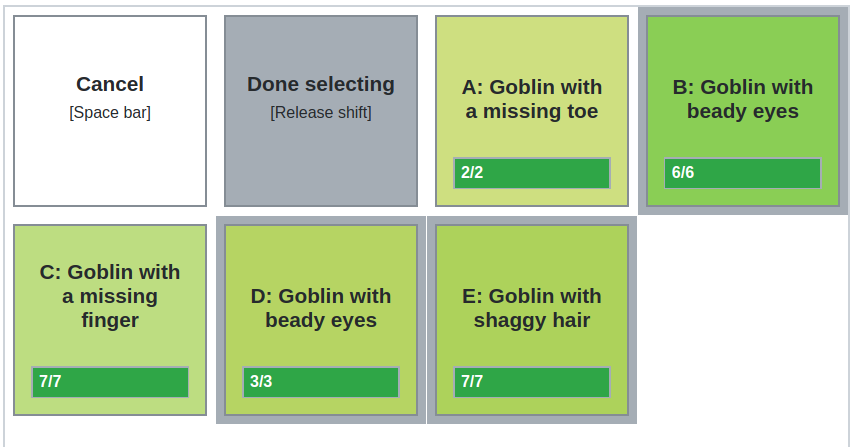 Cancel
[Space bar]
Done selecting
[Release shift]
A: Goblin with
a missing toe
2/2
B: Goblin with
beady eyes
6/6
C: Goblin with
a missing
finger
7/7
D: Goblin with
beady eyes
3/3
E: Goblin with
shaggy hair
7/7